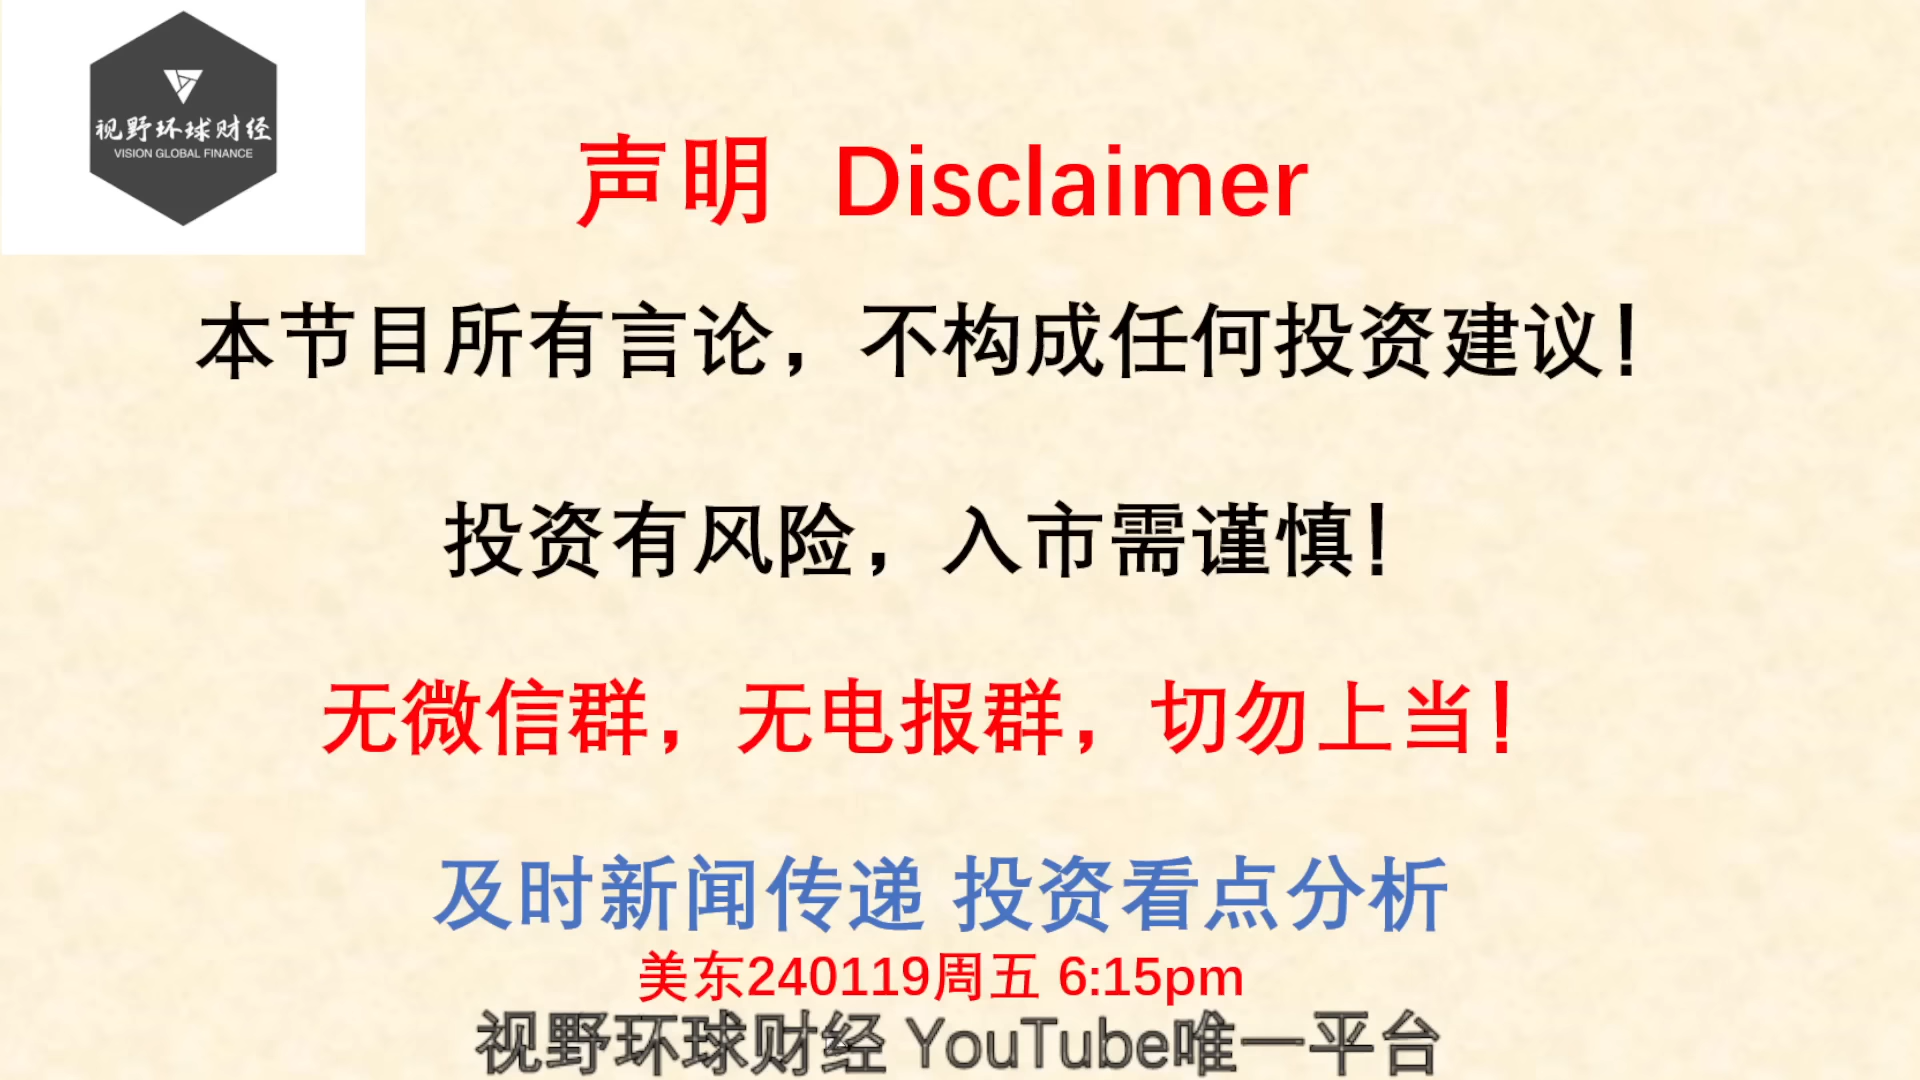 视野环球财经
VISION GLOBAL FINANCE
声明 Disclaimer
本节目所有言论，不构成任何投资建议！
投资有风险，入市需谨慎！
无微信群，无电报群，切勿上当！
及时新闻传递 投资看点分析
美东240119周五 6:15pm
视野环球财经 YouTube唯一平台